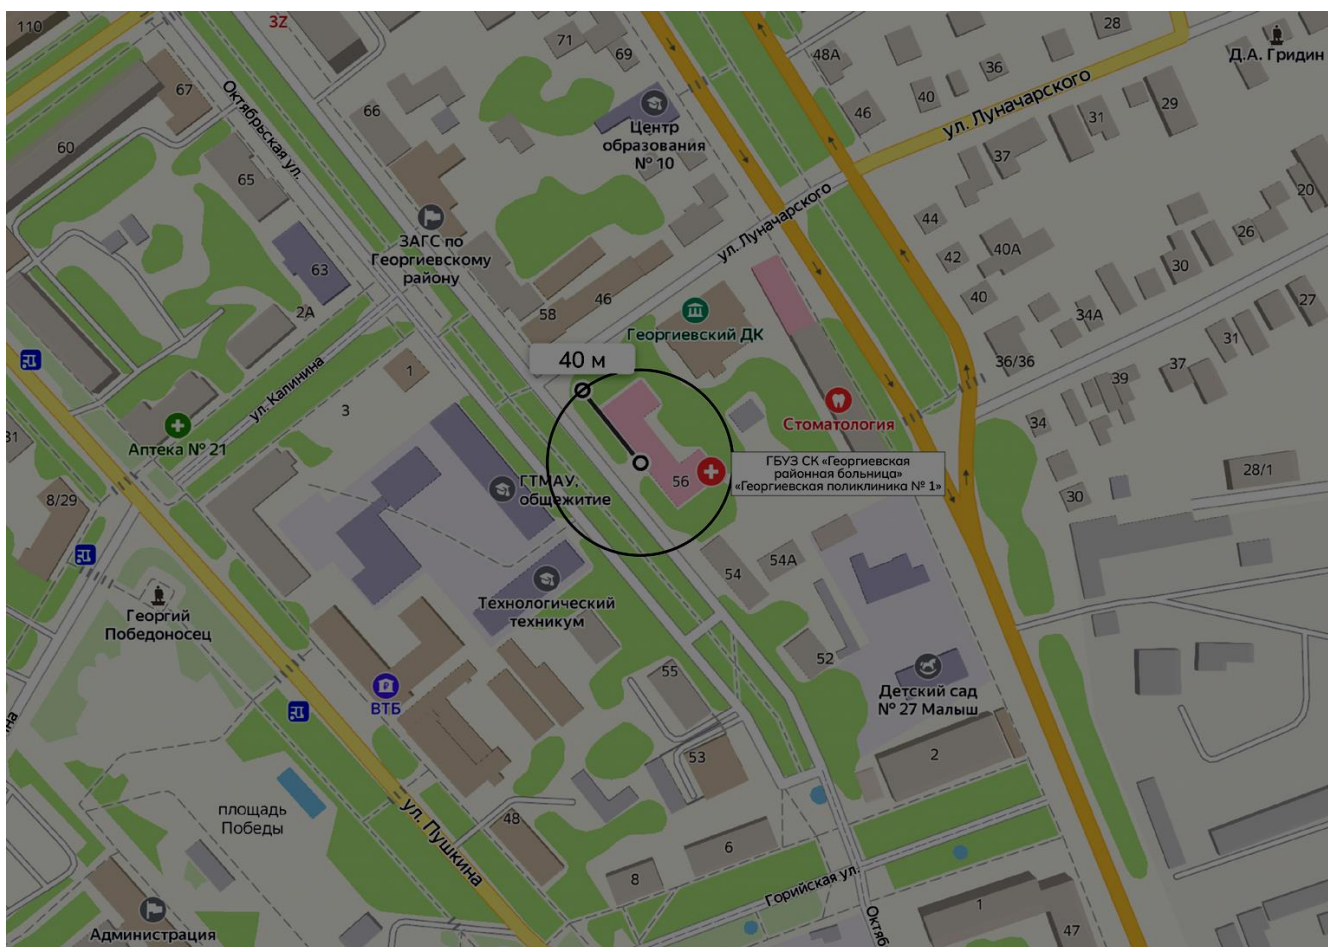 110
3Z
71
69
28
48А
36
Д.А. Гридин
67
Октябрьская ул.
66
Центр
образования
№ 10
46
40
ул. Луначарского
31
29
60
65
37
20
ЗАГС по
Георгиевскому
району
ул. Луначарского
44
42
40А
26
63
30
2А
46
58
40
34А
27
Георгиевский ДК
36/36
31
40 м
37
39
1
ул. Калинина
3
Стоматология
34
31
Аптека № 21
56
ГБУЗ СК «Георгиевская
районная больница»
«Георгиевская поликлиника № 1»
28/1
ГТМАУ,
общежитие
8/29
30
54А
54
Технологический
техникум
Георгий
Победоносец
52
55
Детский сад
№ 27 Малыш
ВТБ
53
2
площадь
Победы
ул. Пушкина
48
6
8
Горийская ул.
1
47
Администрация